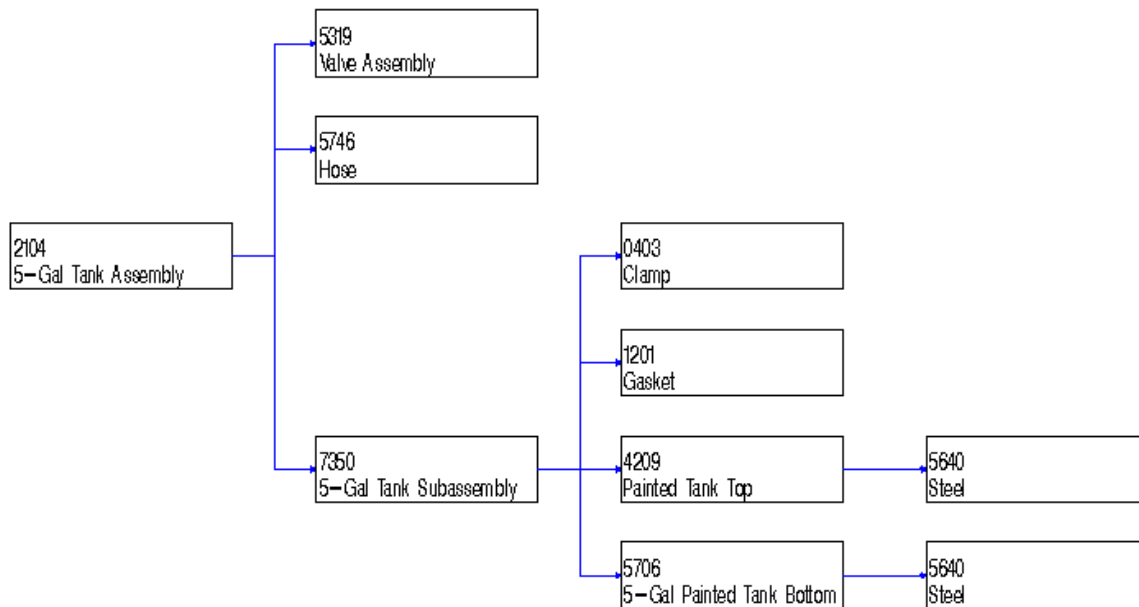 5319
Valve Assembly
5746
Hose
2104
5-Gal Tank Assembly
0403
Clamp
1201
Gasket
7350
5-Gal Tank Subassembly
4209
Painted Tank Top
5640
Steel
5706
5-Gal Painted Tank Bottom
5640
Steel